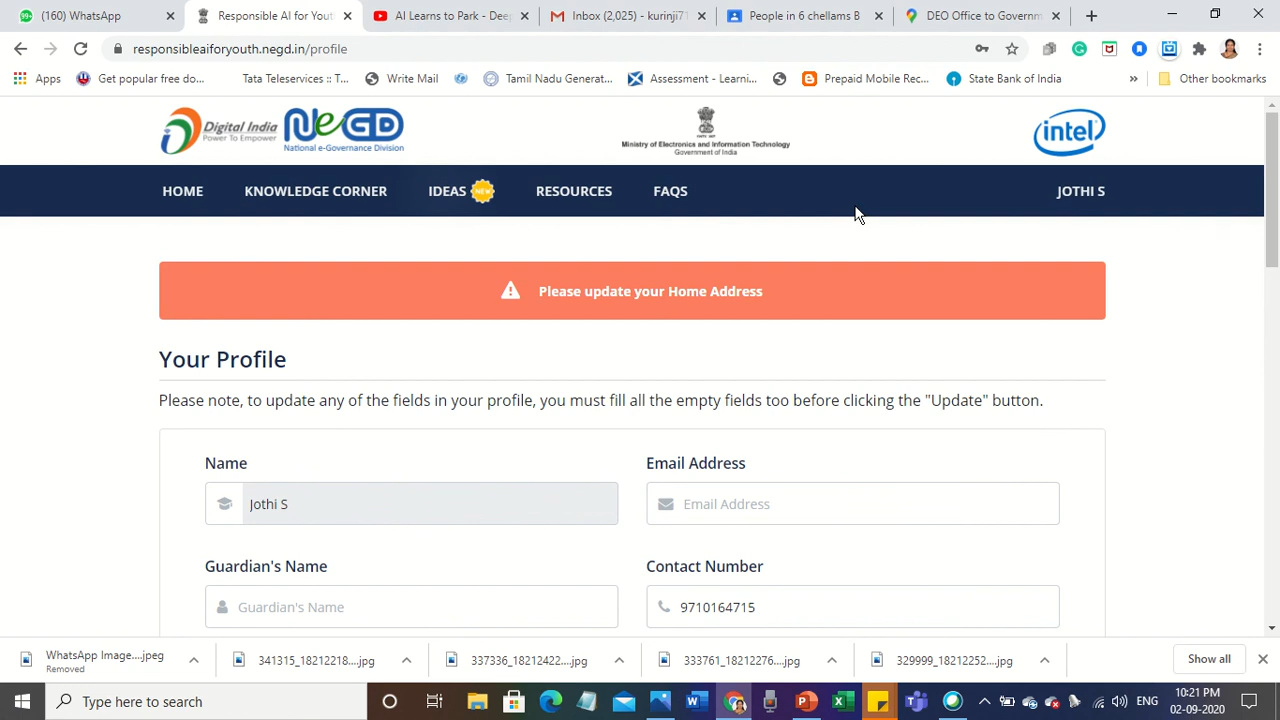 (160) WhatsApp
Responsible AI for Yout
AI Learns to Park - Deep
Inbox (2,025) - kurinji71
People in 6 chellams B
DEO Office to Governm
responsibleaiforyouth.negd.in/profile
Apps
Get popular free do...
Tata Teleservices :: T...
Write Mail
Tamil Nadu Generat...
Assessment - Learni...
Prepaid Mobile Rec...
State Bank of India
Other bookmarks
Digital India
Power To Empower
NeGD
National e-Governance Division
Ministry of Electronics and Information Technology
Government of India
intel
HOME
KNOWLEDGE CORNER
IDEAS NEW
RESOURCES
FAQS
JOTHI S
Please update your Home Address
Your Profile
Please note, to update any of the fields in your profile, you must fill all the empty fields too before clicking the "Update" button.
Name
Email Address
Jothi S
Email Address
Guardian's Name
Contact Number
Guardian's Name
9710164715
WhatsApp Image....jpeg
Removed
341315_18212218....jpg
337336_18212422....jpg
333761_18212276....jpg
329999_18212252....jpg
Show all
Type here to search
ENG
10:21 PM
02-09-2020